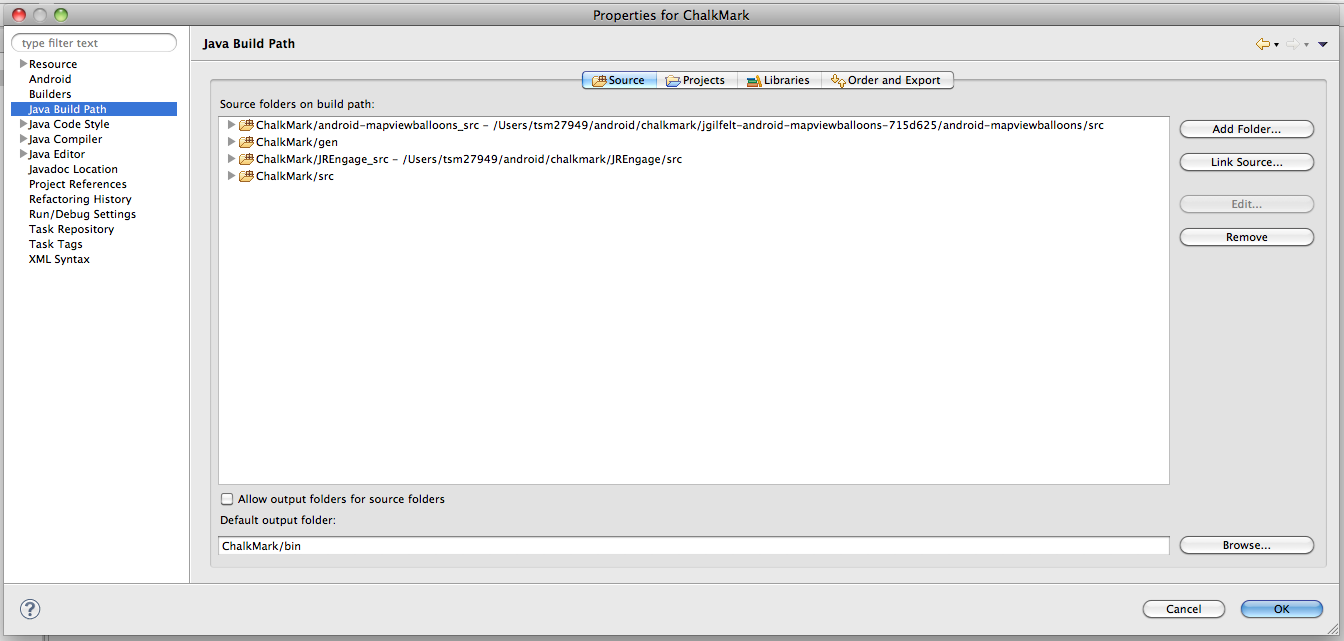 Properties for ChalkMark
type filter text
Resource
Android
Builders
Java Build Path
Java Code Style
Java Compiler
Java Editor
Javadoc Location
Project References
Refactoring History
Run/Debug Settings
Task Repository
Task Tags
XML Syntax
Java Build Path
Source Projects Libraries Order and Export
Source folders on build path:
ChalkMark/android-mapviewballoons_src - /Users/tsm27949/android/chalkmark/jgilfelt-android-mapviewballoons-715d625/android-mapviewballoons/src
ChalkMark/gen
ChalkMark/JREngage_src - /Users/tsm27949/android/chalkmark/JREngage/src
ChalkMark/src
Add Folder...
Link Source...
Edit...
Remove
Allow output folders for source folders
Default output folder:
ChalkMark/bin
Browse...
?
Cancel OK